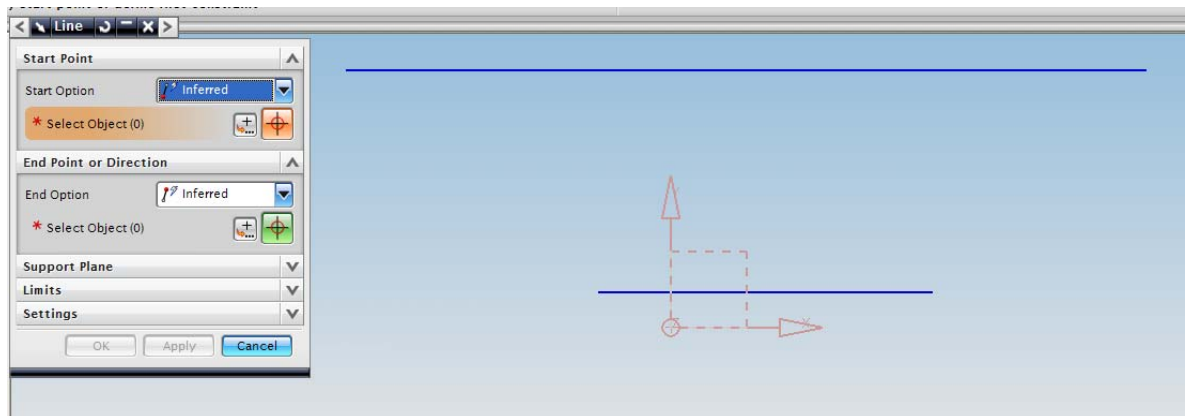 Line
Start Point
Start Option Inferred
* Select Object (0)
End Point or Direction
End Option Inferred
* Select Object (0)
Support Plane
Limits
Settings
OK Apply Cancel
X